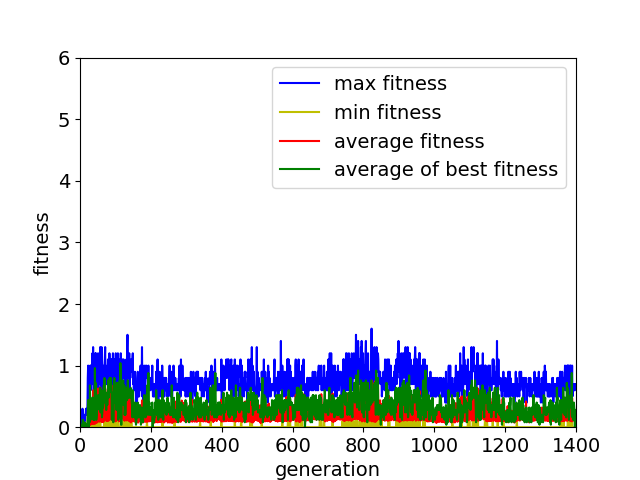 6
5
4
3
2
1
0
fitness
max fitness
min fitness
average fitness
average of best fitness
0 200 400 600 800 1000 1200 1400
generation